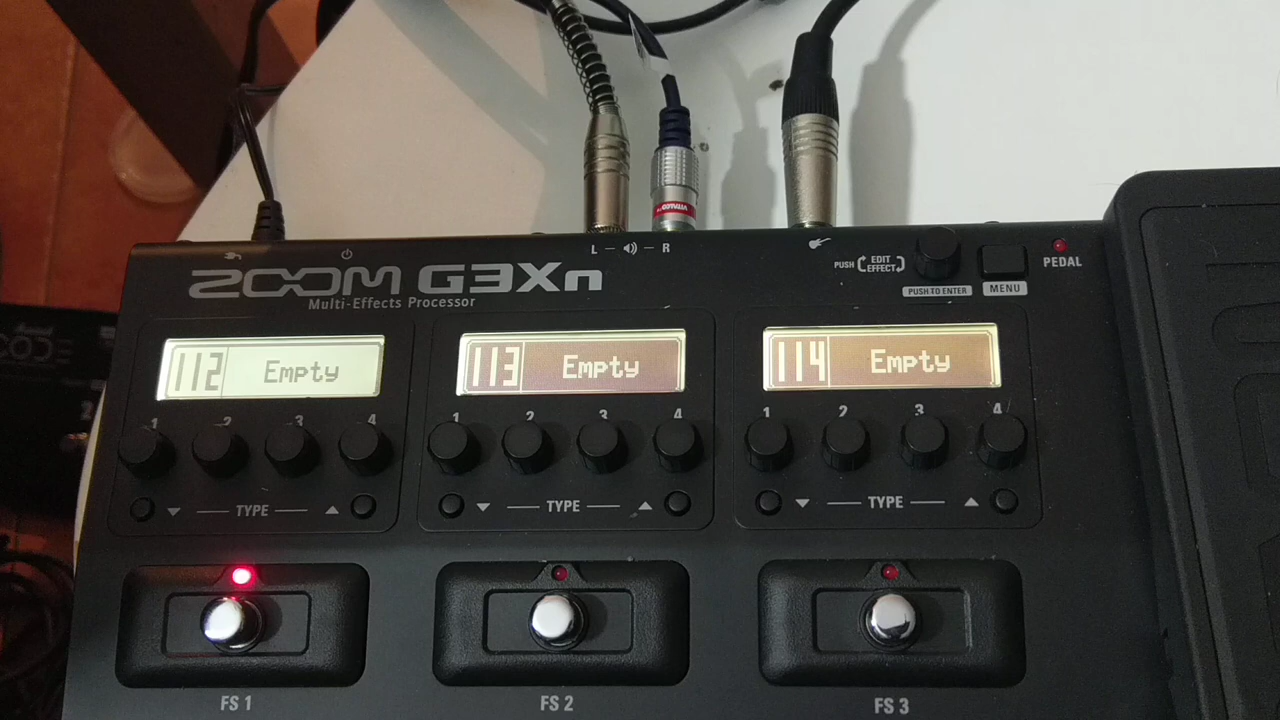 VITALCO
L R
ZOOM G3Xn
Multi-Effects Processor
PUSH EDIT EFFECT
PUSH TO ENTER
MENU
PEDAL
112 Empty
113 Empty
114 Empty
1 2 3 4
1 2 3 4
1 2 3 4
TYPE
TYPE
TYPE
FS 1
FS 2
FS 3